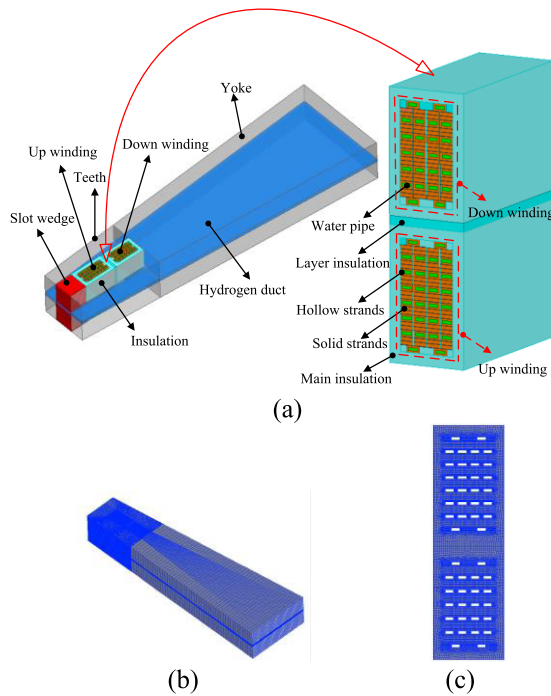 Yoke
Down winding
Up winding
Teeth
Slot wedge
Hydrogen duct
Insulation
Water pipe
Down winding
Layer insulation
Hollow strands
Solid strands
Up winding
Main insulation
(a)
(b)
(c)